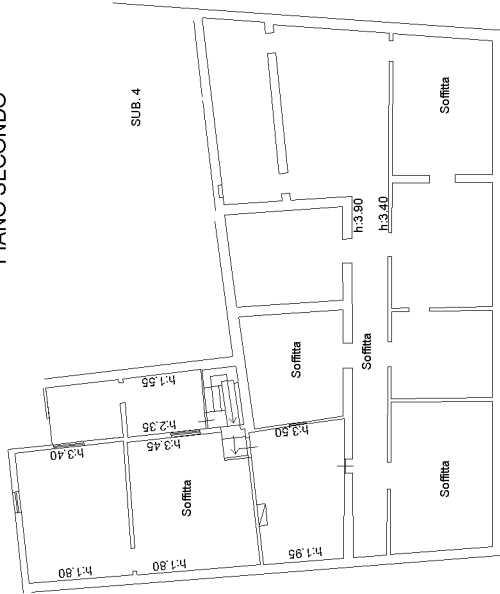 PIANO SECONDO
SUB. 4
Soffitta
h:3.90
h:3.40
Soffitta
Soffitta
h:1.55
h:2.35
h:3.40
h:3.45
h:3.50
Soffitta
Soffitta
h:1.80
h:1.80
h:1.95